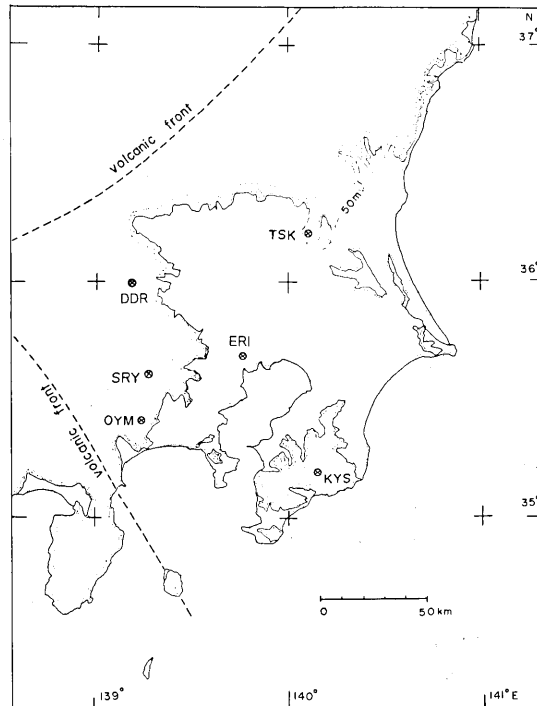 N
37°
volcanic front
50m
TSK
36°
DDR
ERI
SRY
OYM
volcanic front
KYS
35°
0 50 km
139° 140° 141° E